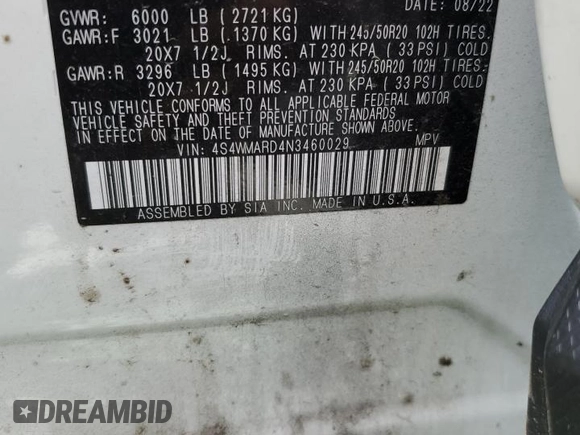 DATE: 08/22
GVWR: 6000 LB ( 2721 KG)
GAWR:F 3021 LB (.1370 KG) WITH 245/50R20 102H TIRES.
20X7 1/2J RIMS. AT 230 KPA ( 33 PSI) COLD
GAWR:R 3296 LB ( 1495 KG) WITH 245/50R20 102H TIRES.
20X7 1/2J RIMS. AT 230 KPA ( 33 PSI) COLD
THIS VEHICLE CONFORMS TO ALL APPLICABLE FEDERAL MOTOR
VEHICLE SAFETY AND THEFT PREVENTION STANDARDS
IN EFFECT ON THE DATE OF MANUFACTURE SHOWN ABOVE.
VIN: 4S4WMARD4N3460029 MPV
ASSEMBLED BY SIA INC. MADE IN U.S.A.
DREAMBID